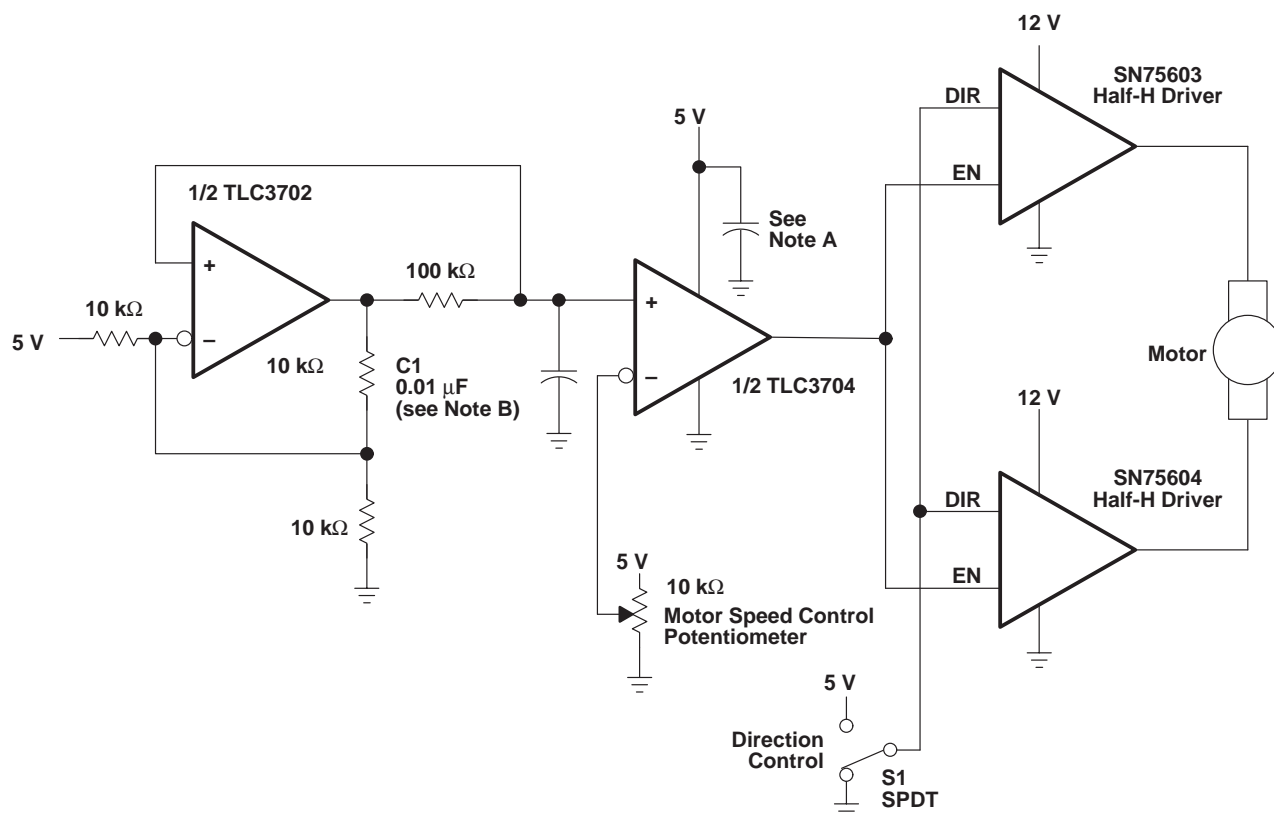 12 V
SN75603
Half-H Driver
DIR
5 V
EN
1/2 TLC3702
See
Note A
+
100 kΩ
10 kΩ
+
5 V
−
10 kΩ
C1
0.01 μF
(see Note B)
−
1/2 TLC3704
Motor
12 V
SN75604
Half-H Driver
DIR
10 kΩ
5 V
10 kΩ
Motor Speed Control
Potentiometer
EN
5 V
Direction
Control
S1
SPDT